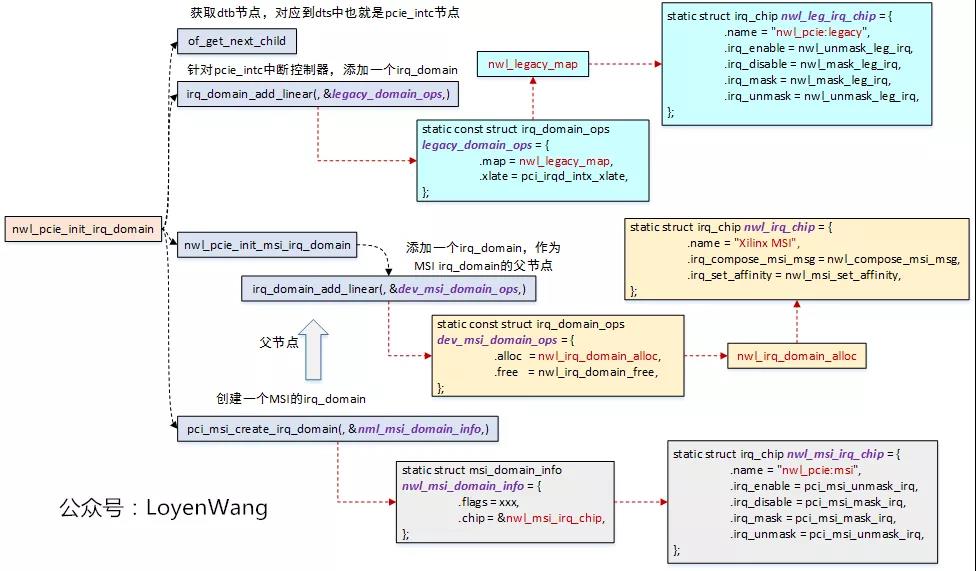 获取dtb节点，对应到dts中也就是pcie_intc节点
of_get_next_child
针对pcie_intc中断控制器，添加一个irq_domain
irq_domain_add_linear(, &legacy_domain_ops,)
nwl_legacy_map
static struct irq_chip nwl_leg_irq_chip = {
.name = "nwl_pcie:legacy",
.irq_enable = nwl_unmask_leg_irq,
.irq_disable = nwl_mask_leg_irq,
.irq_mask = nwl_mask_leg_irq,
.irq_unmask = nwl_unmask_leg_irq,
};
static const struct irq_domain_ops
legacy_domain_ops = {
.map = nwl_legacy_map,
.xlate = pci_irqd_intx_xlate,
};
nwl_pcie_init_irq_domain
nwl_pcie_init_msi_irq_domain
添加一个irq_domain，作为
MSI irq_domain的父节点
irq_domain_add_linear(, &dev_msi_domain_ops,)
static struct irq_chip nwl_irq_chip = {
.name = "Xilinx MSI",
.irq_compose_msi_msg = nwl_compose_msi_msg,
.irq_set_affinity = nwl_msi_set_affinity,
};
static const struct irq_domain_ops
dev_msi_domain_ops = {
.alloc = nwl_irq_domain_alloc,
.free = nwl_irq_domain_free,
};
nwl_irq_domain_alloc
父节点
创建一个MSI的irq_domain
pci_msi_create_irq_domain(, &nml_msi_domain_info,)
static struct msi_domain_info
nwl_msi_domain_info = {
.flags = xxx,
.chip = &nwl_msi_irq_chip,
};
static struct irq_chip nwl_msi_irq_chip = {
.name = "nwl_pcie:msi",
.irq_enable = pci_msi_unmask_irq,
.irq_disable = pci_msi_mask_irq,
.irq_mask = pci_msi_mask_irq,
.irq_unmask = pci_msi_unmask_irq,
};
公众号：LoyenWang